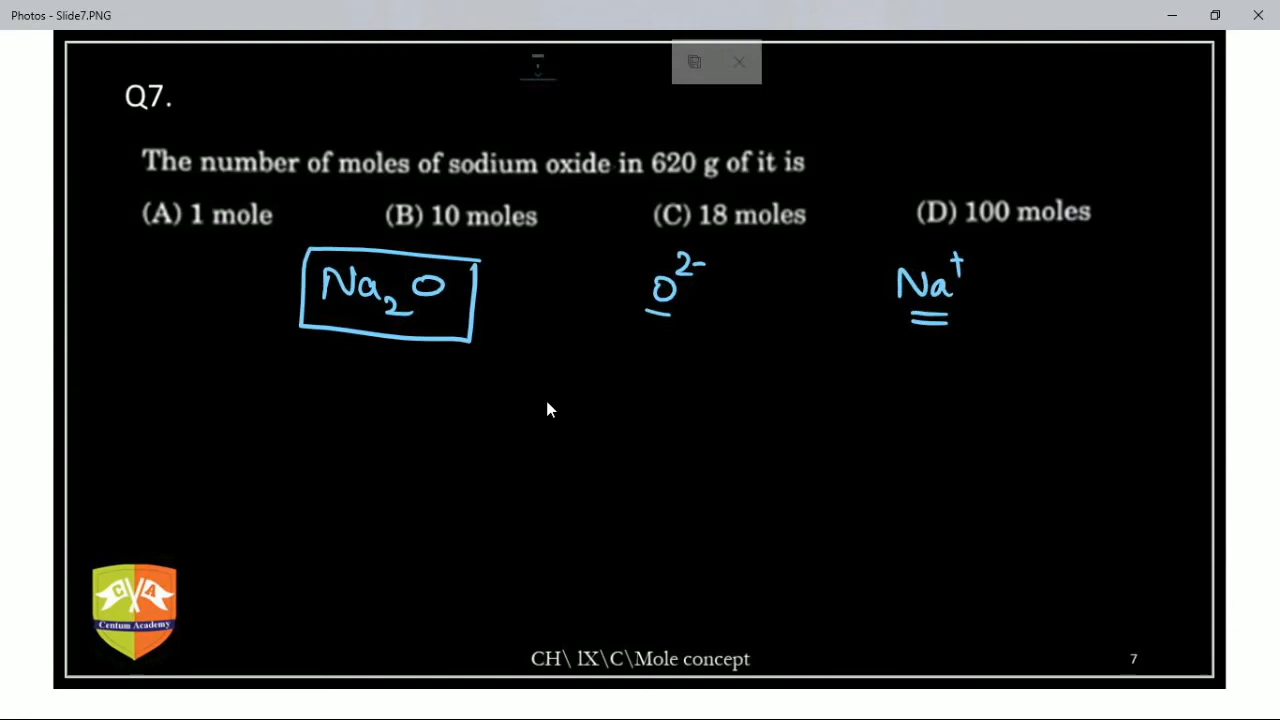 Photos - Slide7.PNG
Q7.
The number of moles of sodium oxide in 620 g of it is
(A) 1 mole (B) 10 moles (C) 18 moles (D) 100 moles
Na₂O O²⁻ Na⁺
C A
Centum Academy
CH\ lX\C\Mole concept 7